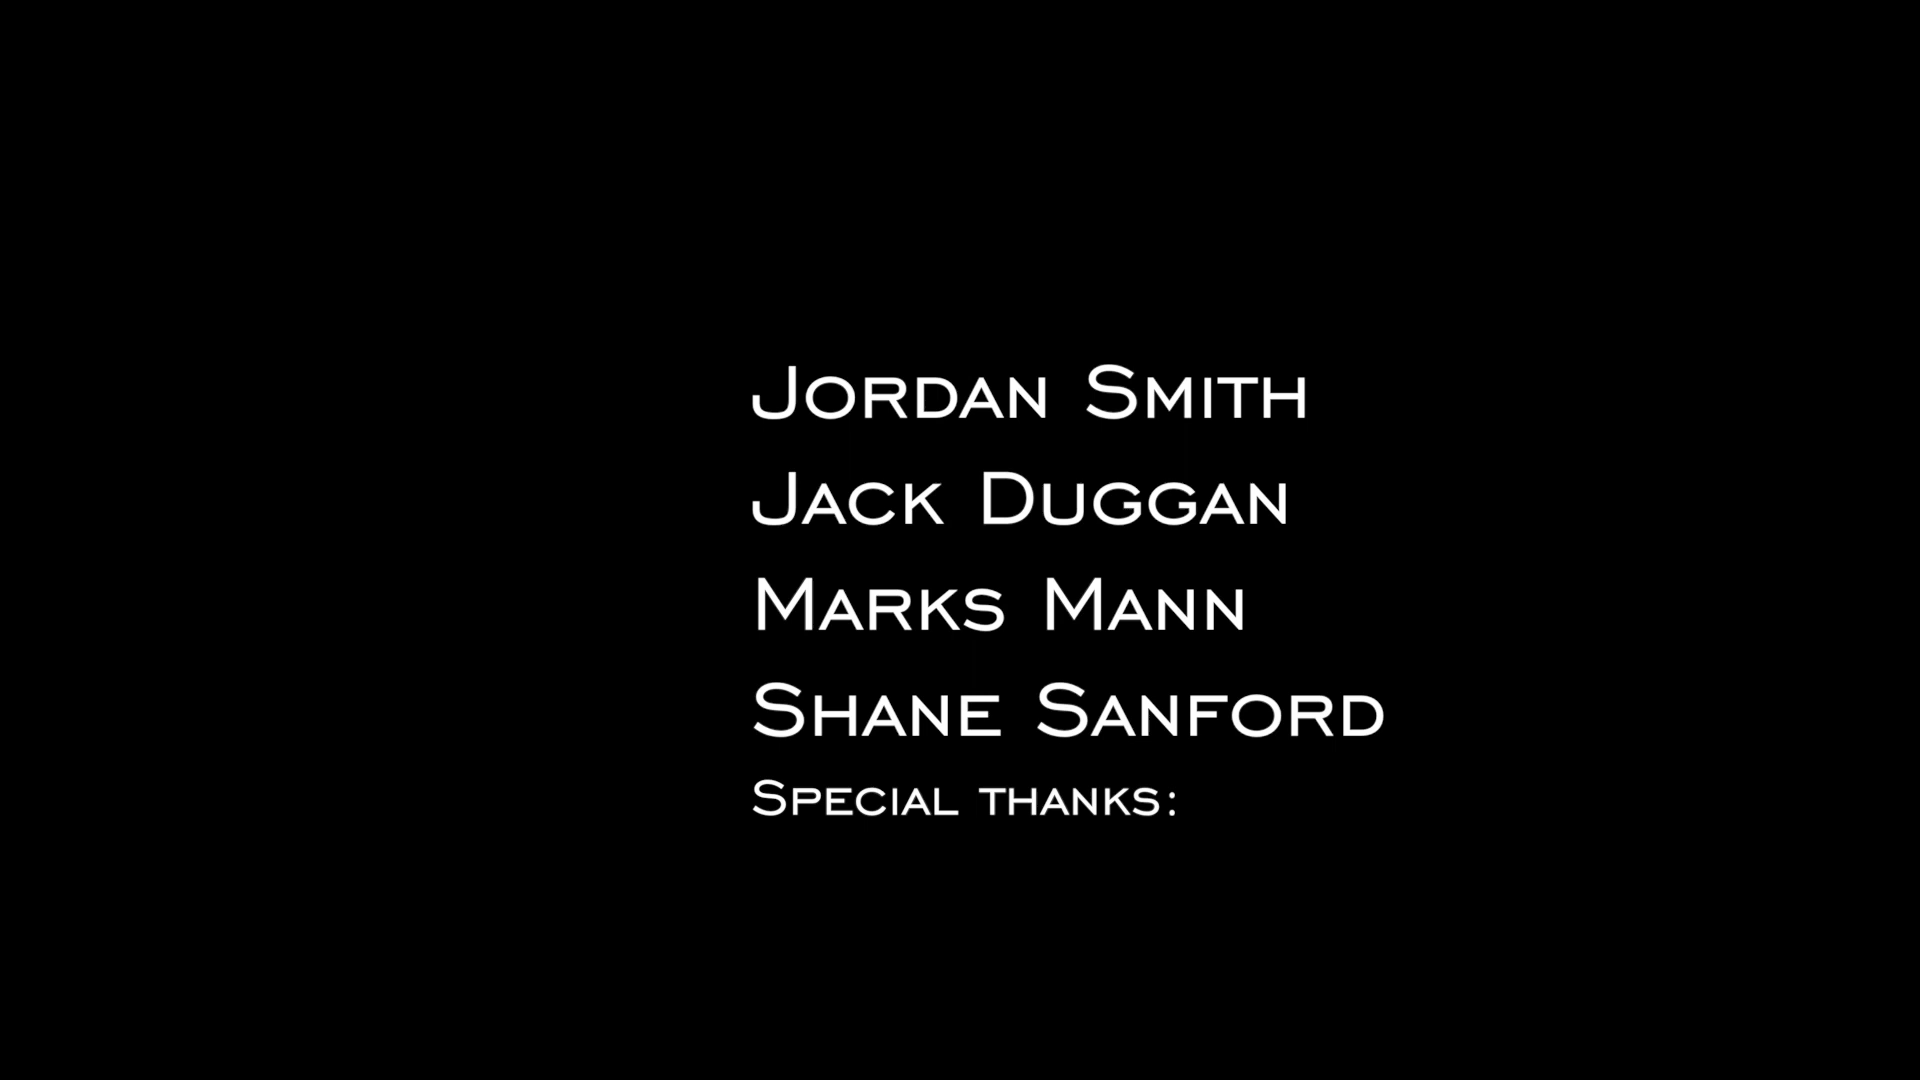 Jordan Smith
Jack Duggan
Marks Mann
Shane Sanford
Special thanks: